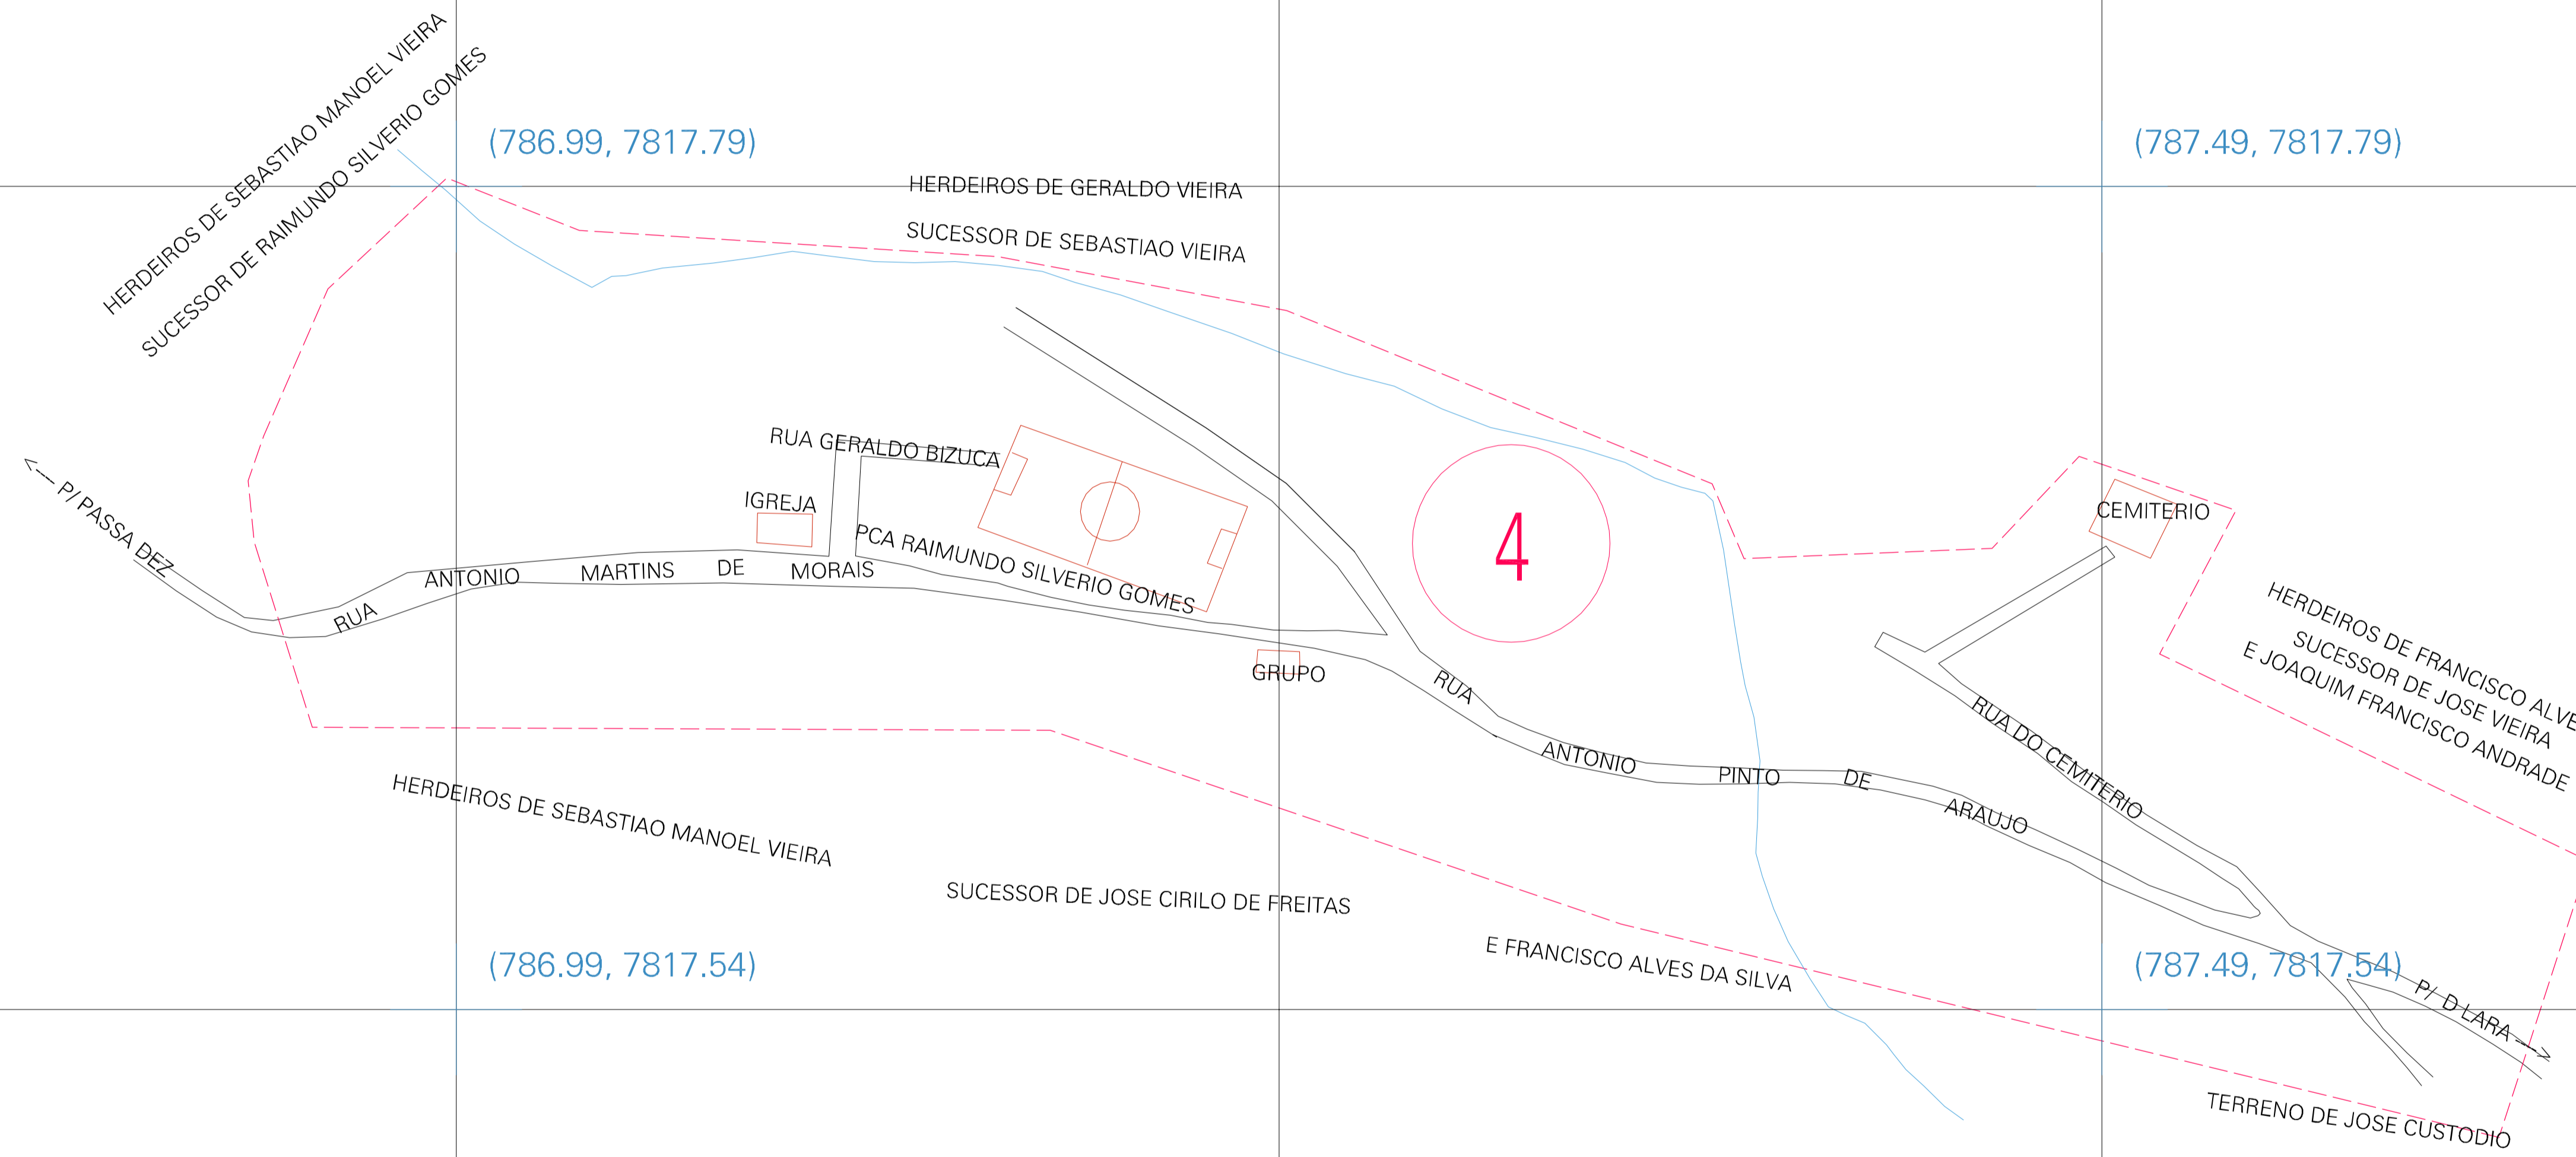 HERDEIROS DE SEBASTIAO MANOEL VIEIRA
SUCESSOR DE RAIMUNDO SILVERIO GOMES
(786.99, 7817.79)
(787.49, 7817.79)
HERDEIROS DE GERALDO VIEIRA
SUCESSOR DE SEBASTIAO VIEIRA
RUA GERALDO BIZUCA
IGREJA
4
CEMITERIO
<--- P/ PASSA DEZ
PCA RAIMUNDO SILVERIO GOMES
RUA ANTONIO MARTINS DE MORAIS
GRUPO
HERDEIROS DE FRANCISCO ALVE
SUCESSOR DE JOSE VIEIRA
E JOAQUIM FRANCISCO ANDRADE
RUA ANTONIO PINTO DE ARAUJO
RUA DO CEMITERIO
HERDEIROS DE SEBASTIAO MANOEL VIEIRA
SUCESSOR DE JOSE CIRILO DE FREITAS
E FRANCISCO ALVES DA SILVA
(786.99, 7817.54)
(787.49, 7817.54)
P/ D LARA --->
TERRENO DE JOSE CUSTODIO